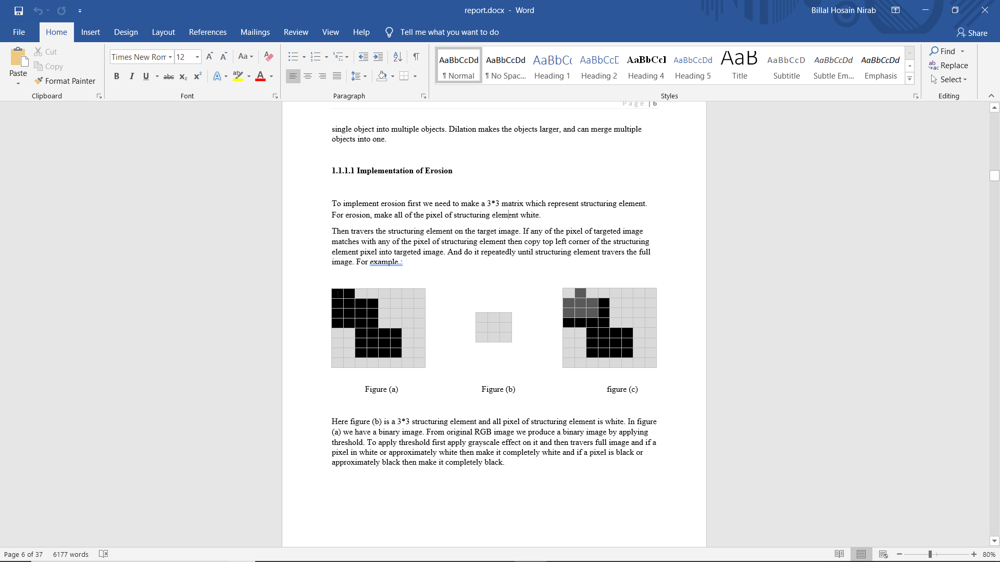 report.docx - Word
Billal Hosain Nirab
File Home Insert Design Layout References Mailings Review View Help Tell me what you want to do
Share
Paste
Cut
Copy
Format Painter
Clipboard
Times New Ron 12
Aa
B I U abc x₂ x² A ab A
Font
Paragraph
AaBbCcDd AaBbCcDd AaBbCc AaBbCcD AaBbCcI AaBbCcDd AaB AaBbCcD AaBbCcDd AaBbCcDd
¶ Normal ¶ No Spac... Heading 1 Heading 2 Heading 4 Heading 5 Title Subtitle Subtle Em... Emphasis
Styles
Find
Replace
Select
Editing
Page | 6
single object into multiple objects. Dilation makes the objects larger, and can merge multiple
objects into one.
1.1.1.1 Implementation of Erosion
To implement erosion first we need to make a 3*3 matrix which represent structuring element.
For erosion, make all of the pixel of structuring element white.
Then travers the structuring element on the target image. If any of the pixel of targeted image
matches with any of the pixel of structuring element then copy top left corner of the structuring
element pixel into targeted image. And do it repeatedly until structuring element travers the full
image. For example :
1
Figure (a) Figure (b) figure (c)
Here figure (b) is a 3*3 structuring element and all pixel of structuring element is white. In figure
(a) we have a binary image. From original RGB image we produce a binary image by applying
threshold. To apply threshold first apply grayscale effect on it and then travers full image and if a
pixel in white or approximately white then make it completely white and if a pixel is black or
approximately black then make it completely black.
Page 6 of 37 6177 words
80%